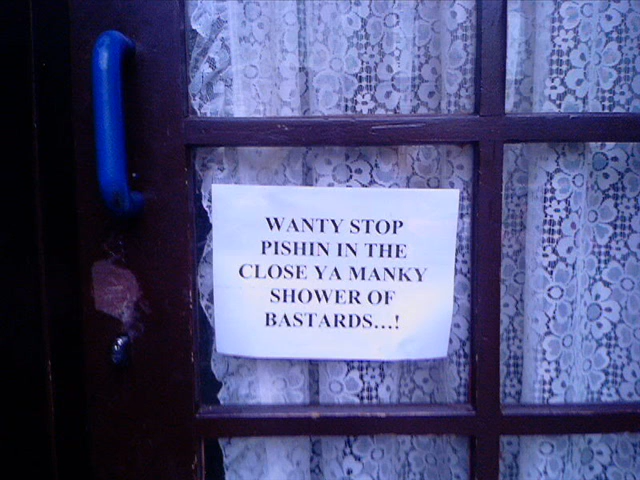 WANTY STOP
PISHIN IN THE
CLOSE YA MANKY
SHOWER OF
BASTARDS...!